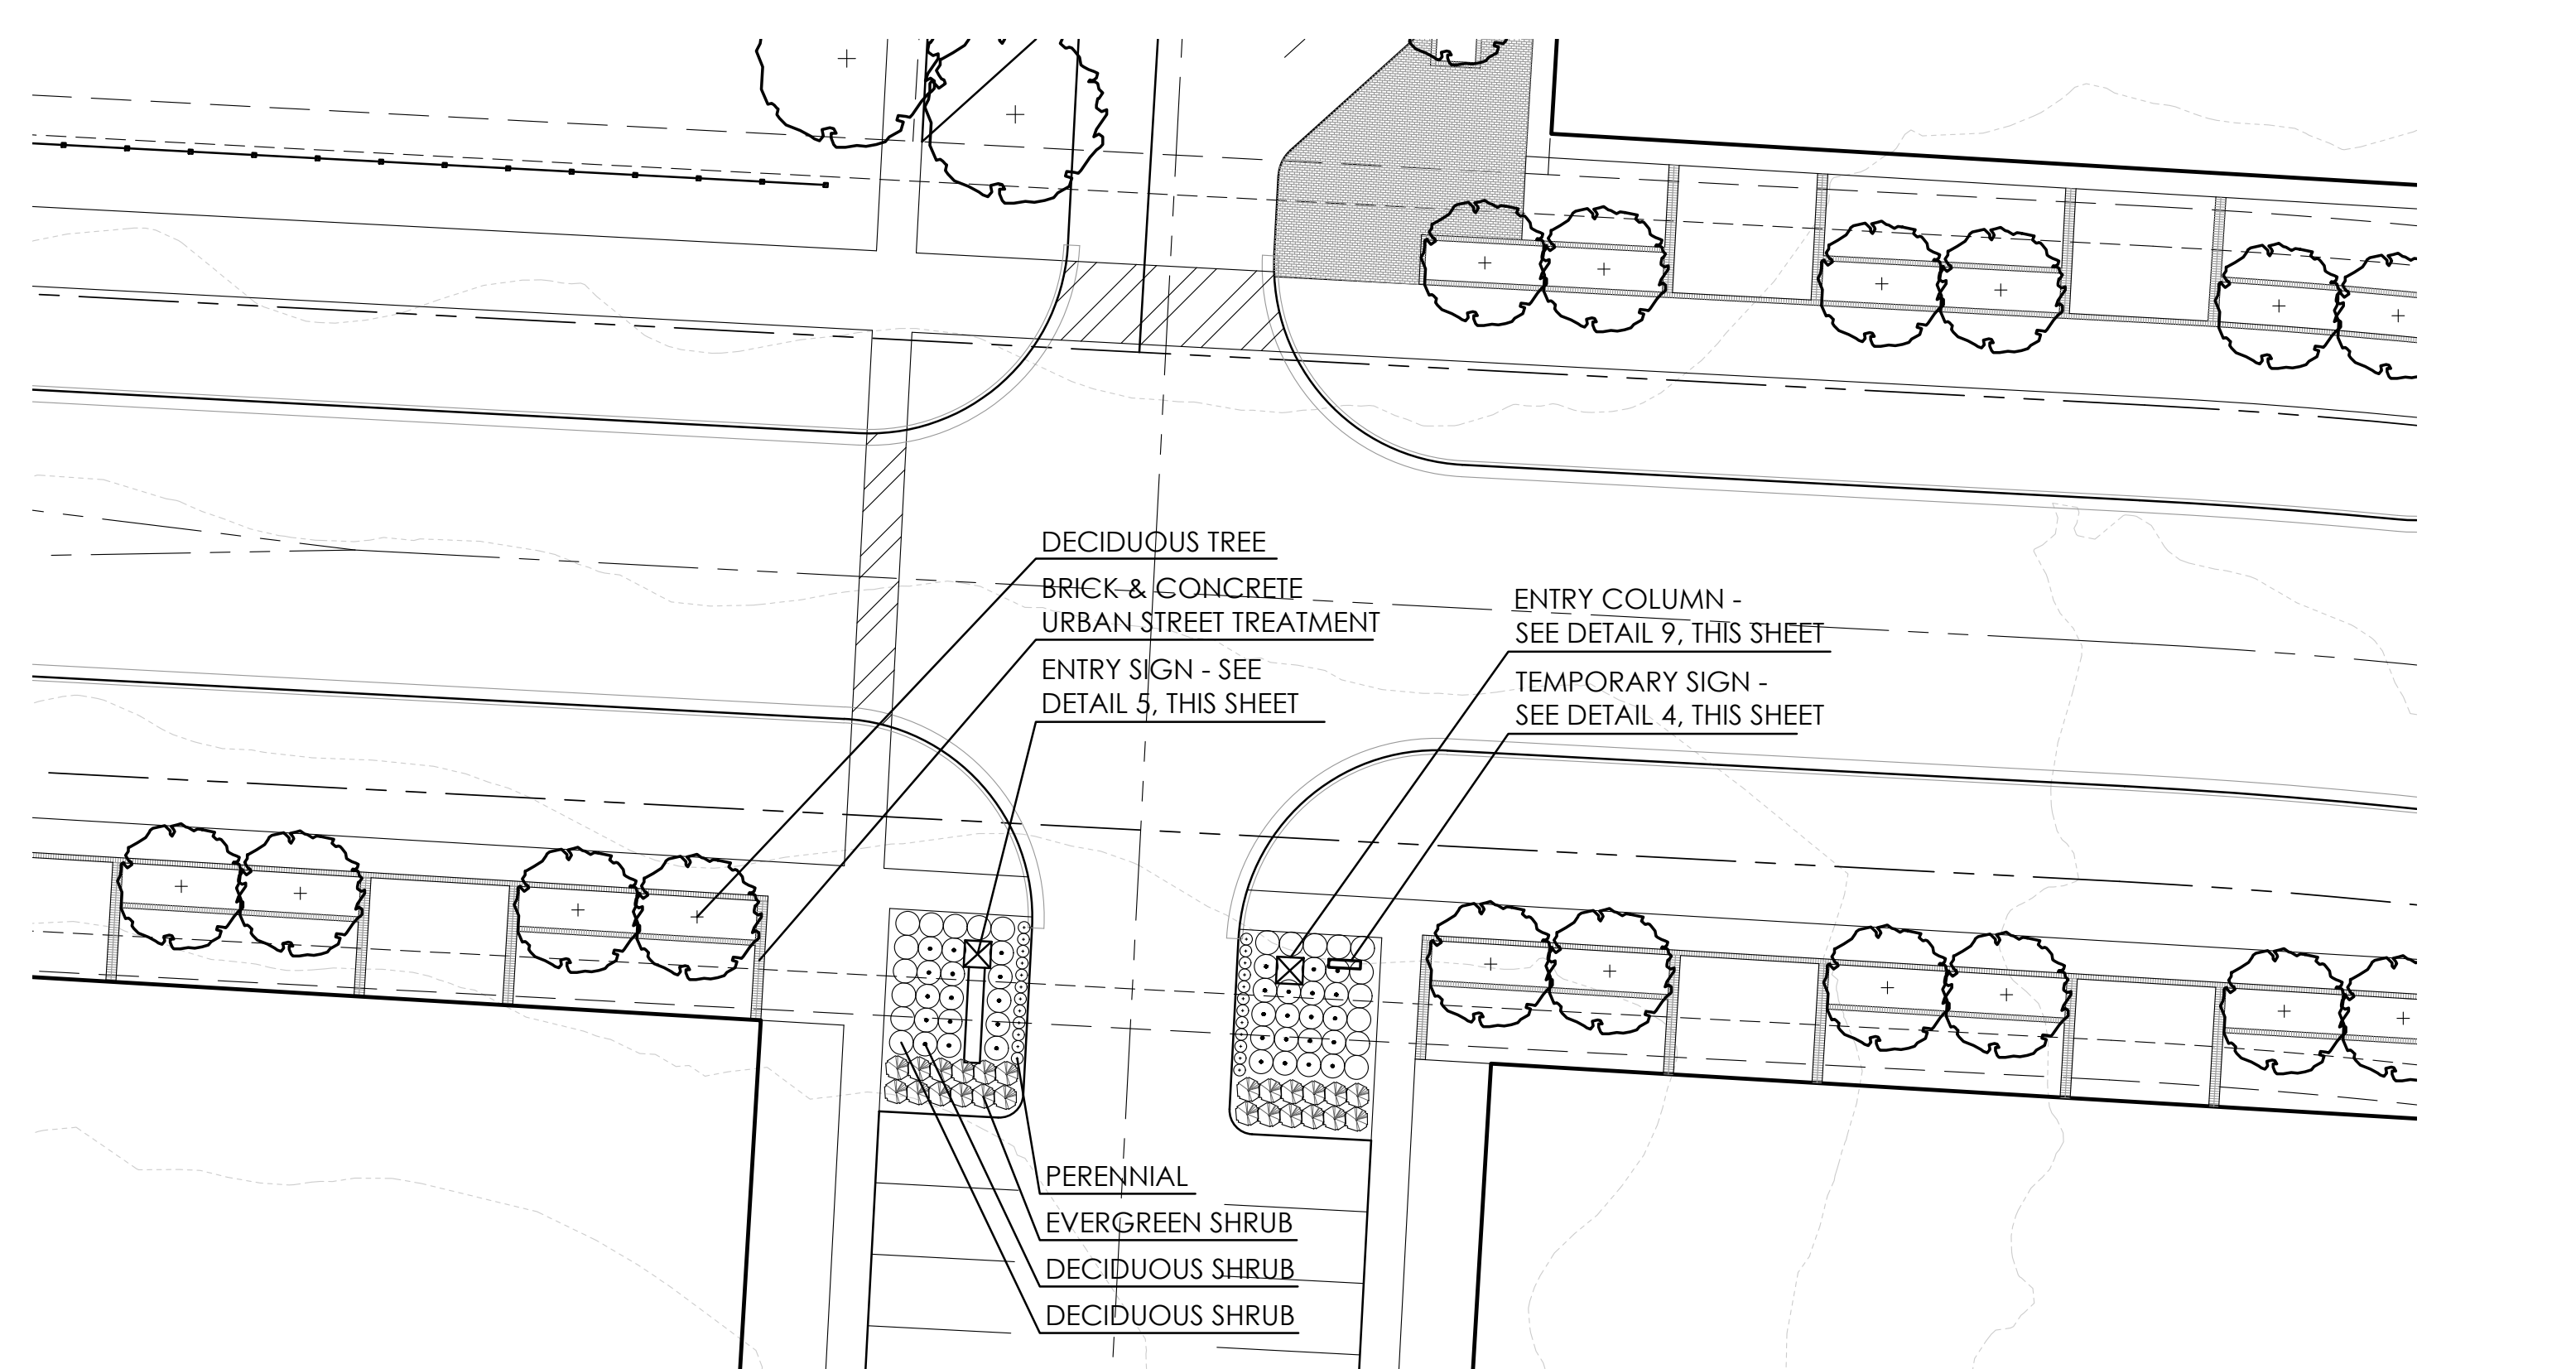 DECIDUOUS TREE
BRICK & CONCRETE
URBAN STREET TREATMENT
ENTRY SIGN - SEE
DETAIL 5, THIS SHEET
ENTRY COLUMN -
SEE DETAIL 9, THIS SHEET
TEMPORARY SIGN -
SEE DETAIL 4, THIS SHEET
PERENNIAL
EVERGREEN SHRUB
DECIDUOUS SHRUB
DECIDUOUS SHRUB